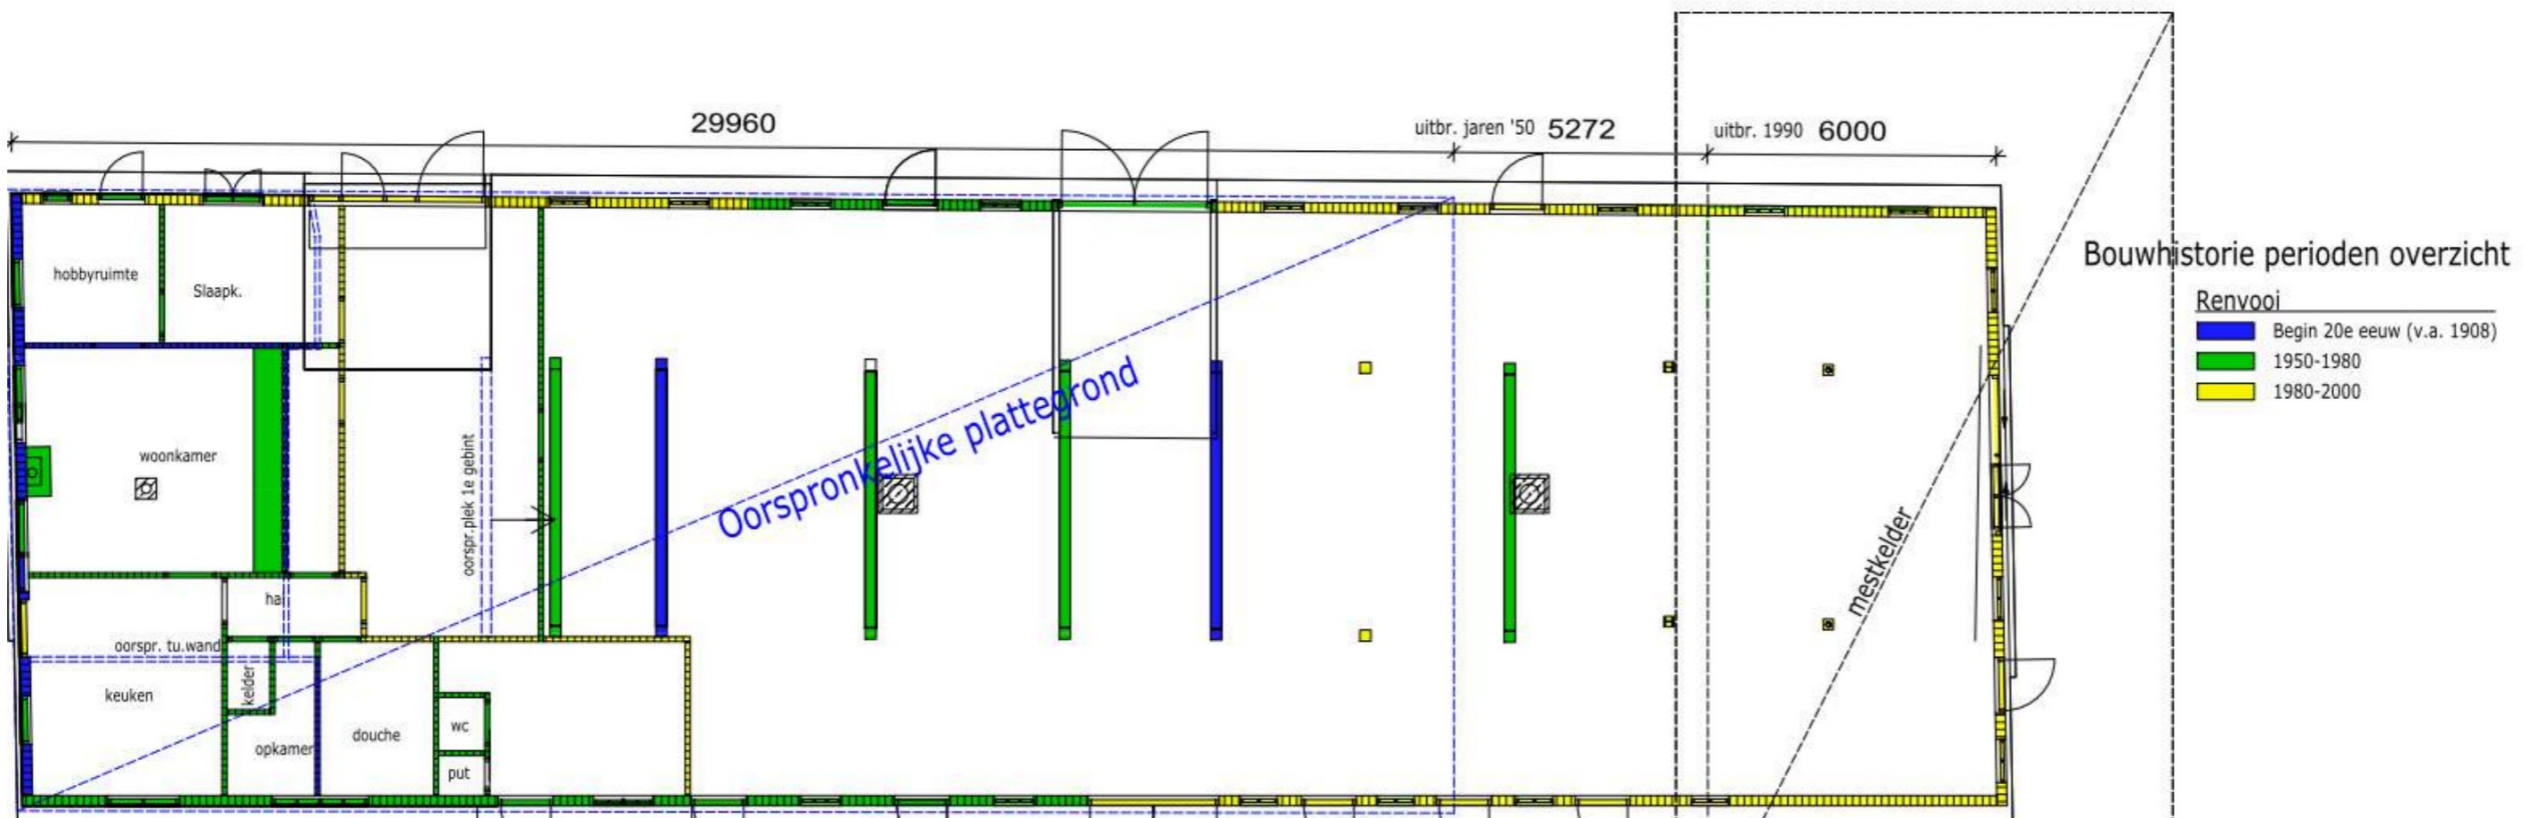 29960
uitbr. jaren '50 5272
uitbr. 1990 6000
Bouwhistorie perioden overzicht
Renvooi
Begin 20e eeuw (v.a. 1908)
1950-1980
1980-2000
hobbyruimte
Slaapk.
woonkamer
oorspr.plek 1e gebint
Oorspronkelijke plattegrond
mestkelder
ha
oorspr. tu.wand
keuken
kelder
opkamer
douche
wc
put